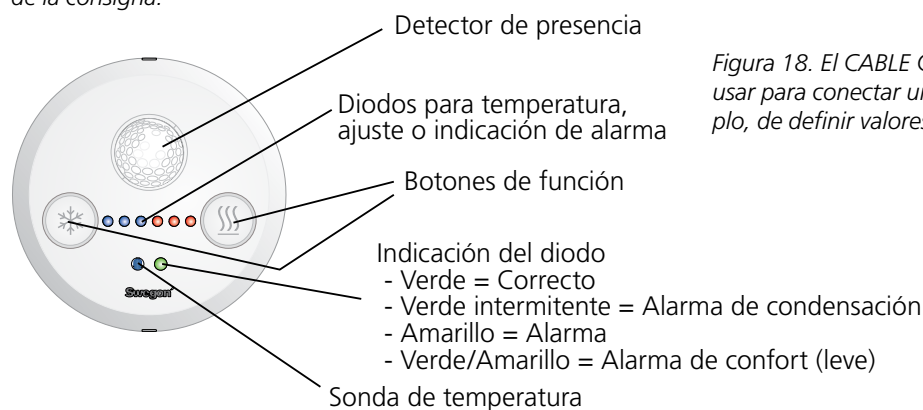 de la consigna.
Detector de presencia
Figura 18. El CABLE
usar para conectar
plo, de definir valores
Diodos para temperatura,
ajuste o indicación de alarma
Botones de función
Indicación del diodo
- Verde = Correcto
- Verde intermitente = Alarma de condensación
- Amarillo = Alarma
- Verde/Amarillo = Alarma de confort (leve)
Swegon
Sonda de temperatura